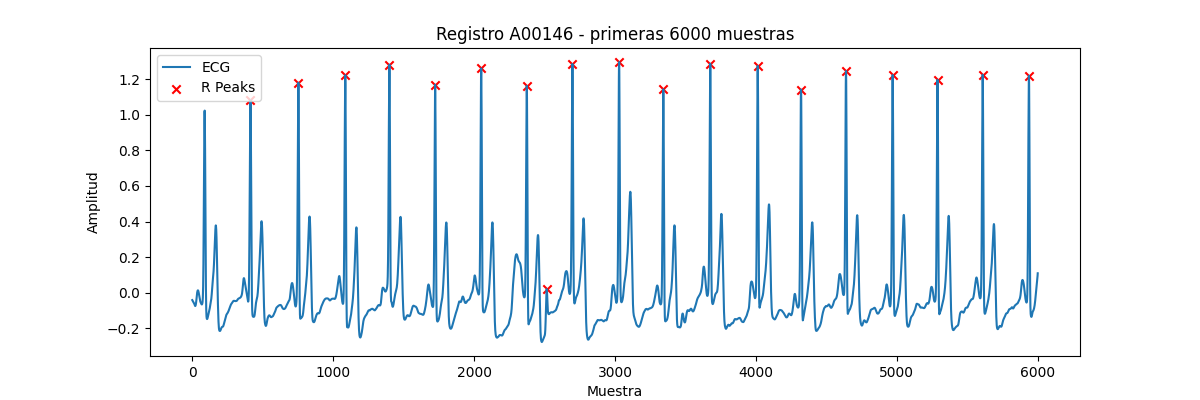 Registro A00146 - primeras 6000 muestras
ECG
R Peaks
Amplitud
1.2
1.0
0.8
0.6
0.4
0.2
0.0
−0.2
0 1000 2000 3000 4000 5000 6000
Muestra